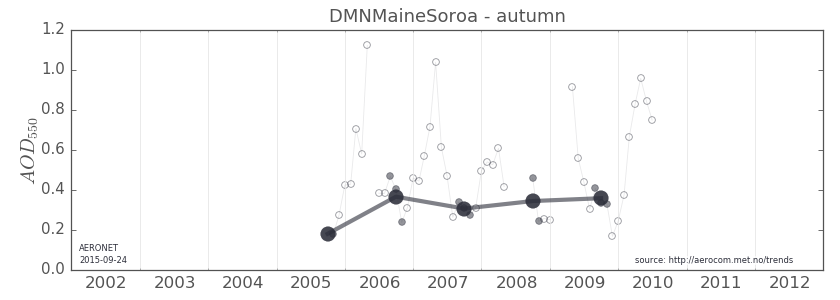 DMNMaineSoroa - autumn
1.2
1.0
0.8
0.6
0.4
0.2
0.0
AOD550
AERONET
2015-09-24
source: http://aerocom.met.no/trends
2002 2003 2004 2005 2006 2007 2008 2009 2010 2011 2012